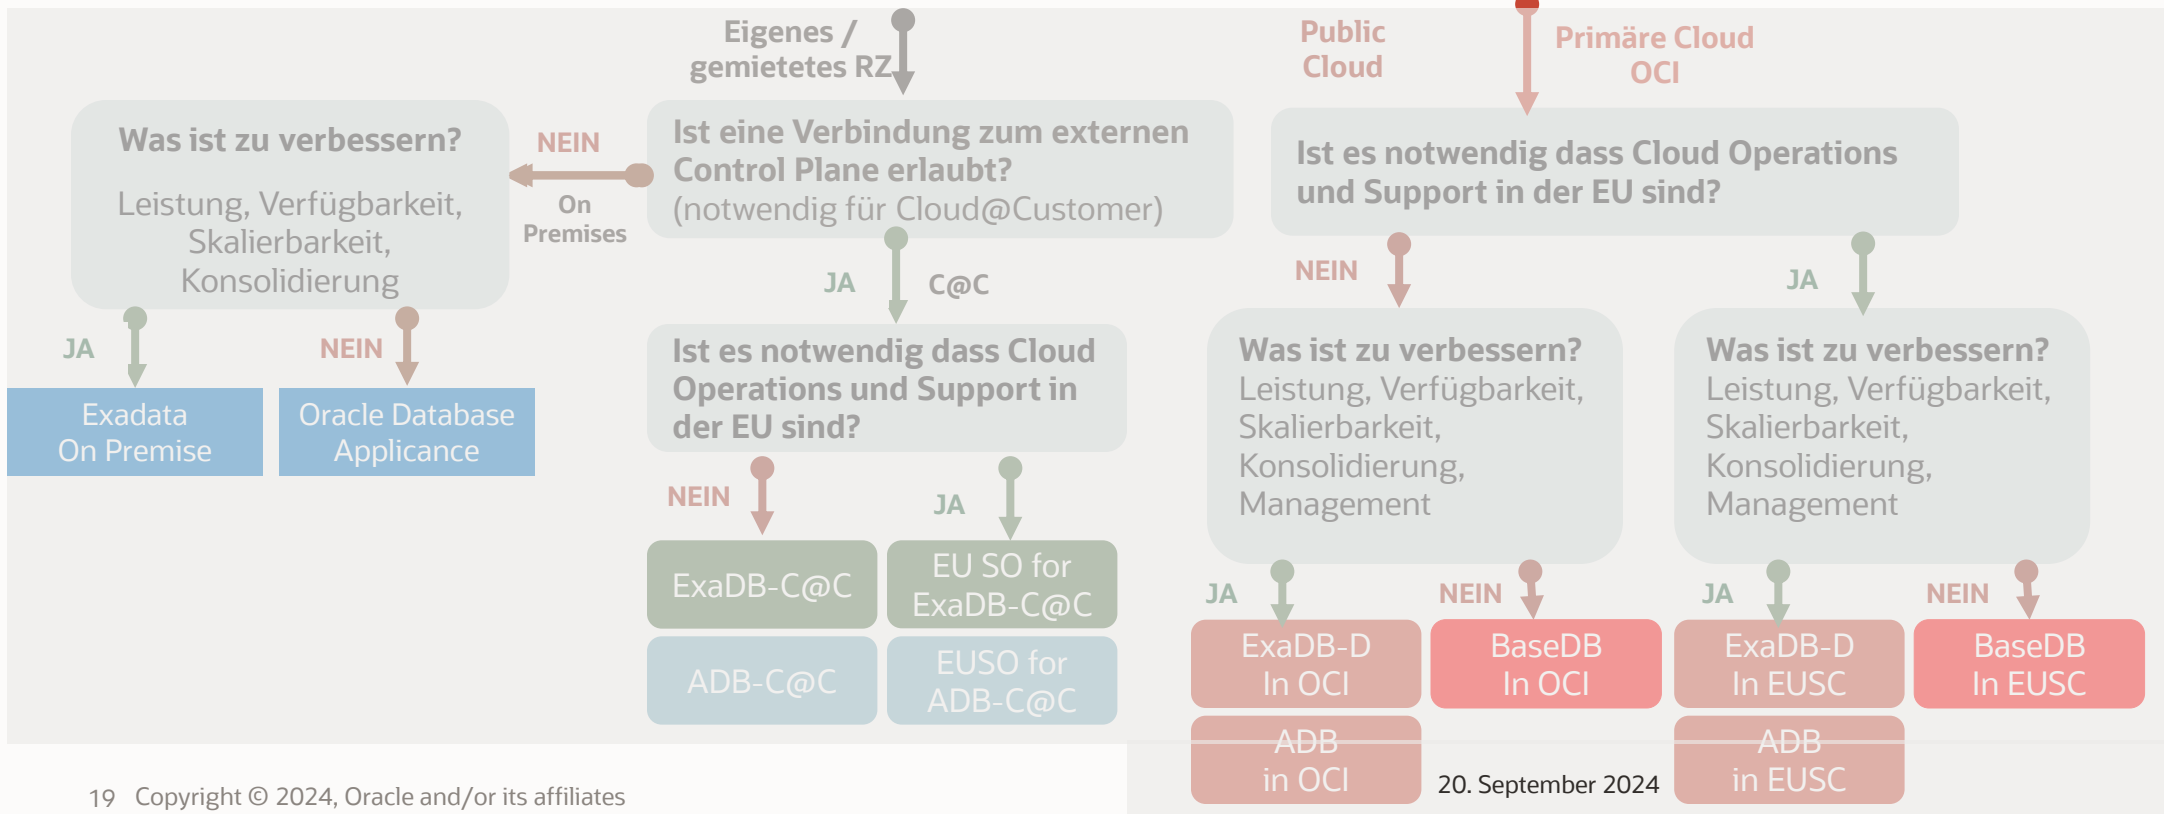 Eigenes /
gemietetes RZ
Public
Cloud
Primäre Cloud
OCI
Was ist zu verbessern?
Leistung, Verfügbarkeit,
Skalierbarkeit,
Konsolidierung
NEIN
On
Premises
Ist eine Verbindung zum externen
Control Plane erlaubt?
(notwendig für Cloud@Customer)
Ist es notwendig dass Cloud Operations
und Support in der EU sind?
JA
NEIN
Exadata
On Premise
Oracle Database
Applicance
JA
C@C
Ist es notwendig dass Cloud
Operations und Support in
der EU sind?
NEIN
JA
ExaDB-C@C
EU SO for
ExaDB-C@C
ADB-C@C
EUSO for
ADB-C@C
NEIN
JA
Was ist zu verbessern?
Leistung, Verfügbarkeit,
Skalierbarkeit,
Konsolidierung,
Management
Was ist zu verbessern?
Leistung, Verfügbarkeit,
Skalierbarkeit,
Konsolidierung,
Management
JA
NEIN
JA
NEIN
ExaDB-D
In OCI
BaseDB
In OCI
ExaDB-D
In EUSC
BaseDB
In EUSC
ADB
in OCI
ADB
in EUSC
19 Copyright © 2024, Oracle and/or its affiliates
20. September 2024